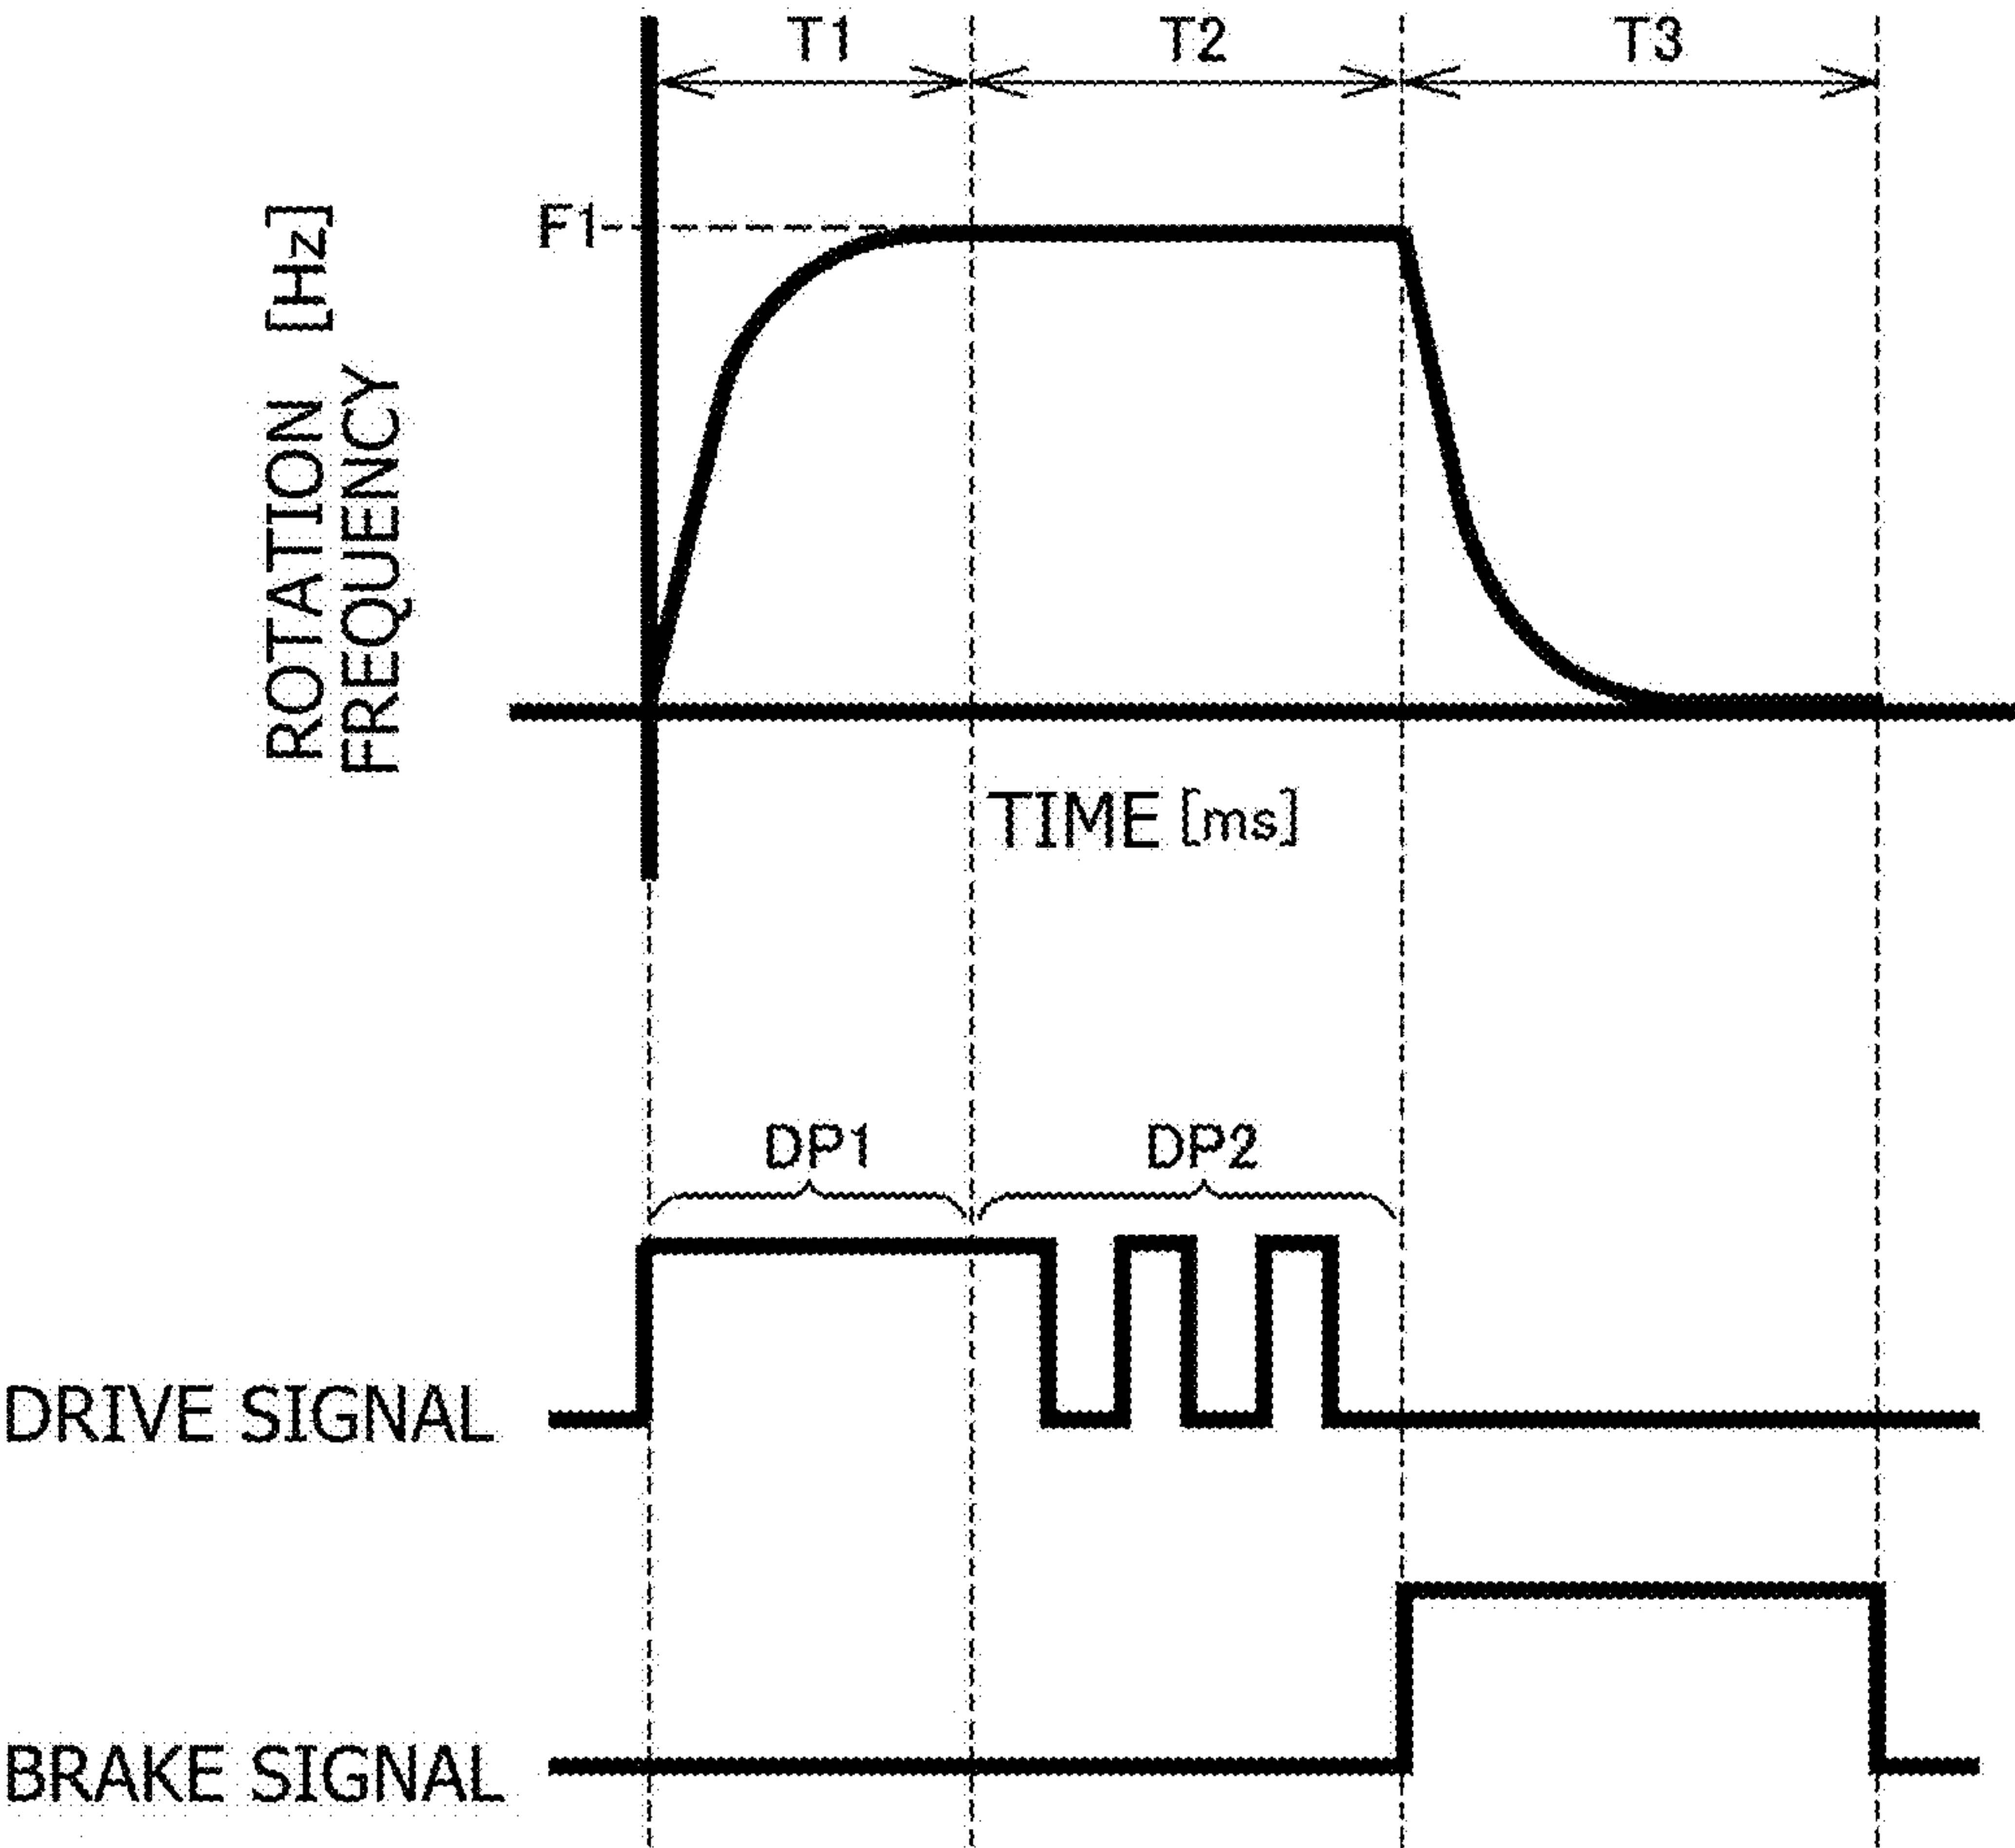 T1
T2
T3
F1
ROTATION [Hz]
FREQUENCY
TIME [ms]
DP1
DP2
DRIVE SIGNAL
BRAKE SIGNAL